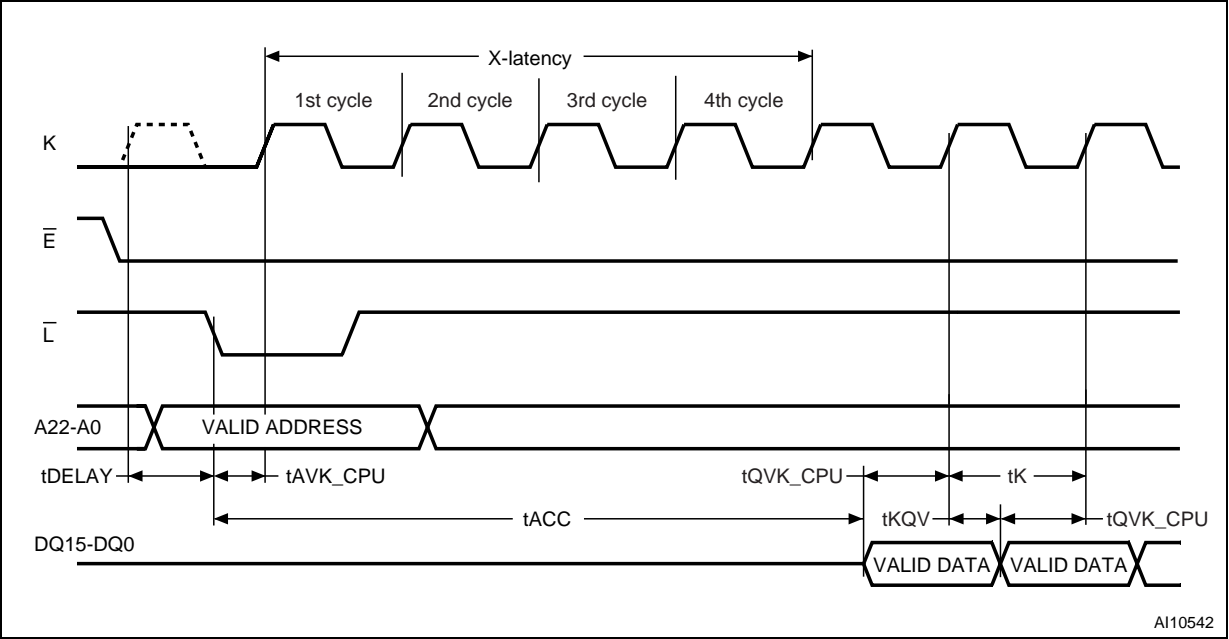 X-latency
1st cycle 2nd cycle 3rd cycle 4th cycle
K
E
L
A22-A0 VALID ADDRESS
tDELAY tAVK_CPU tQVK_CPU tK
tACC tKQV tQVK_CPU
DQ15-DQ0
VALID DATA VALID DATA
AI10542